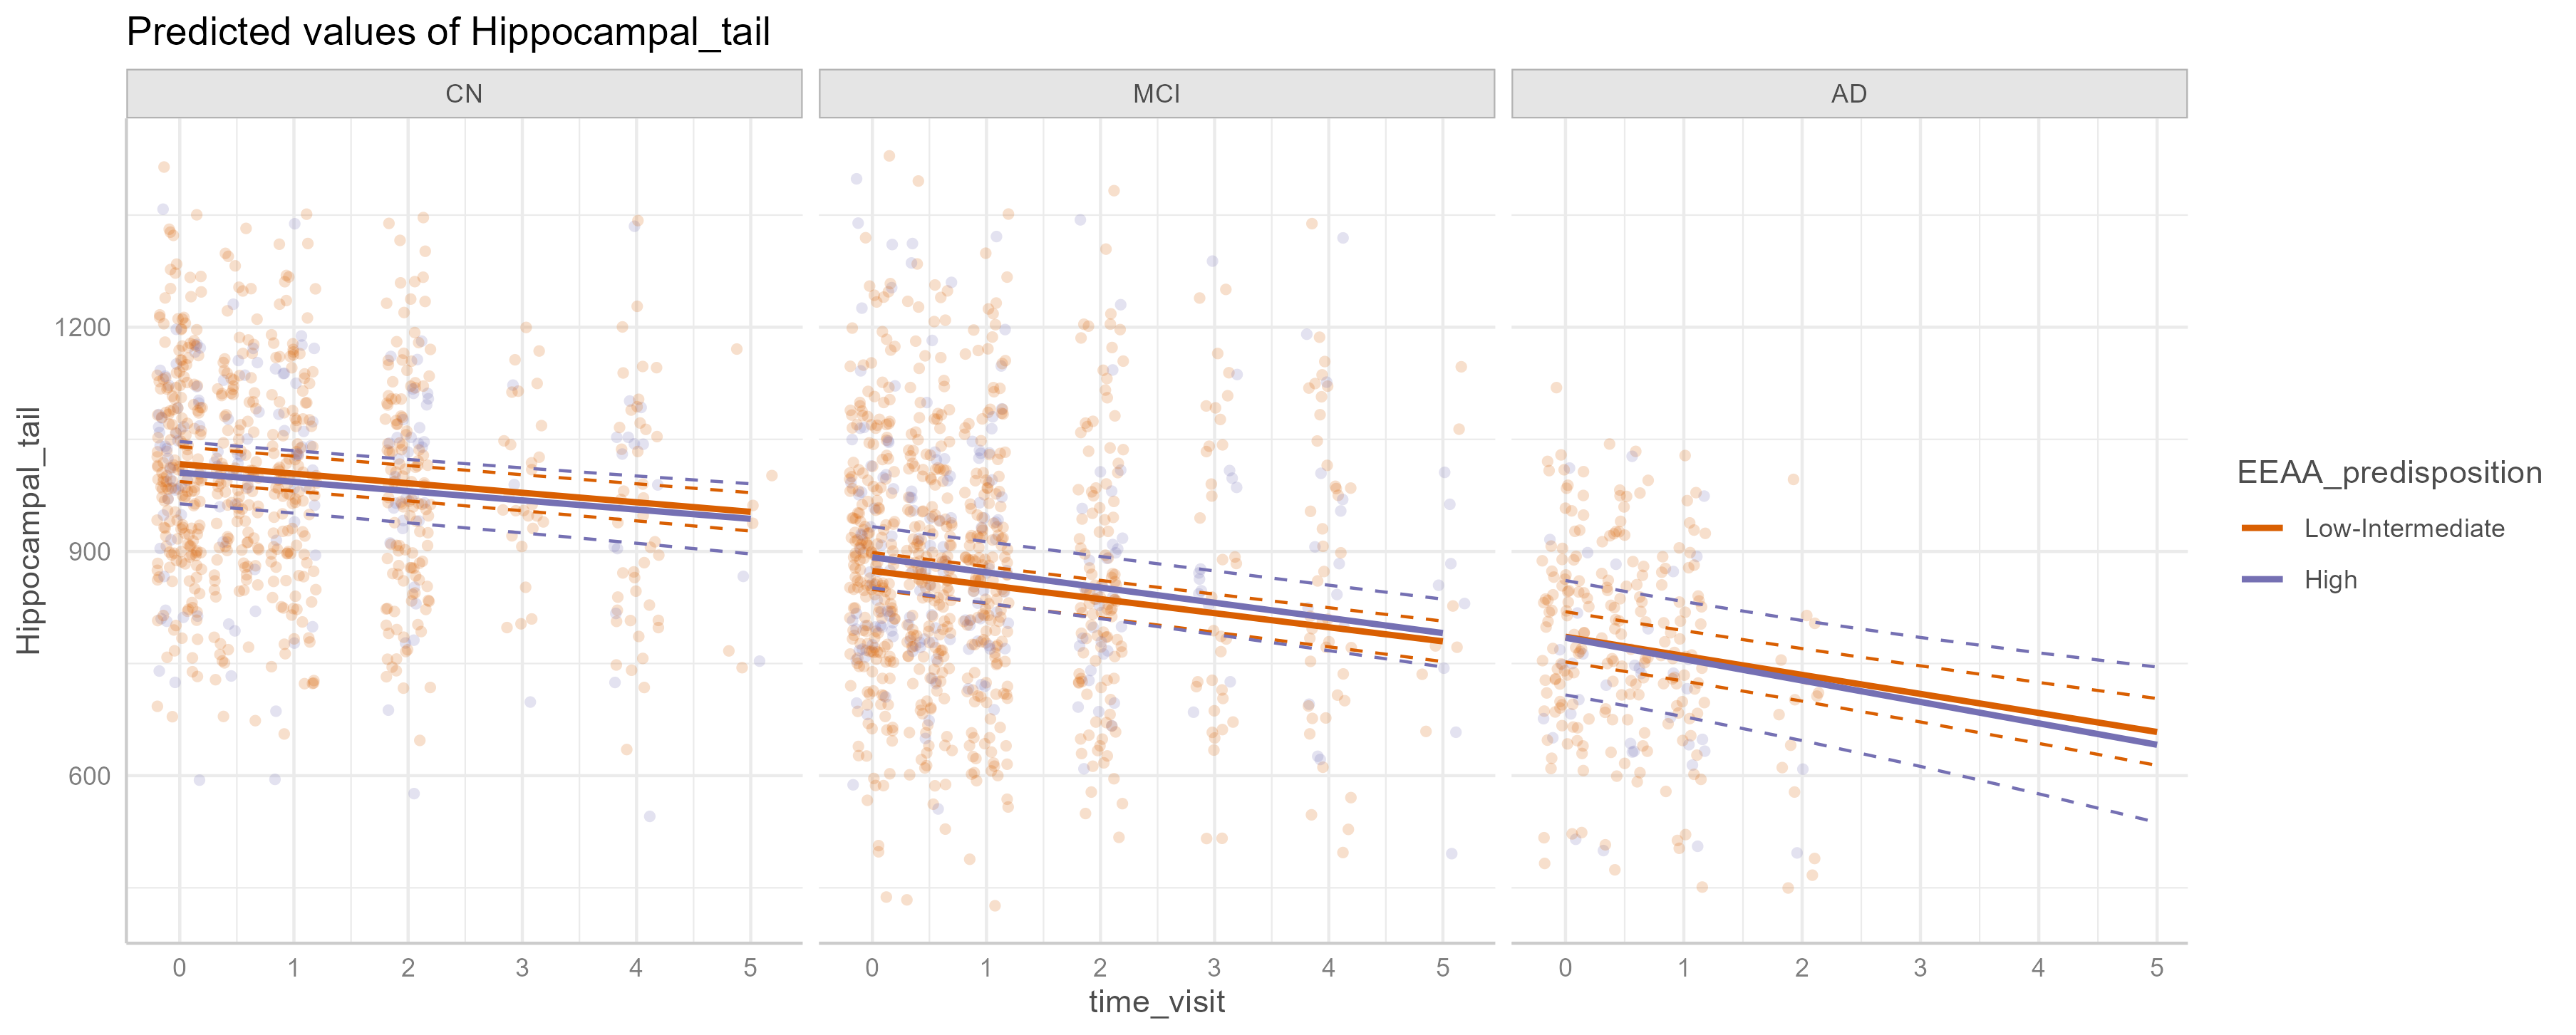 Predicted values of Hippocampal_tail
CN
MCI
AD
Hippocampal_tail
1200
900
600
0 1 2 3 4 5
0 1 2 3 4 5
0 1 2 3 4 5
time_visit
EEAA_predisposition
Low-Intermediate
High